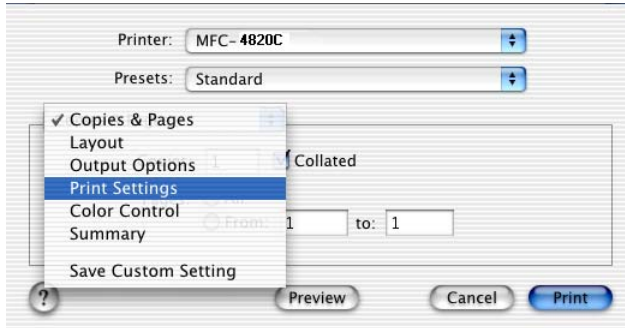 Printer: MFC-4820C
Presets: Standard
✓ Copies & Pages
Layout
Output Options 1 Collated
Print Settings
Color Control
From: 1 to: 1
Summary
Save Custom Setting
? Preview Cancel Print